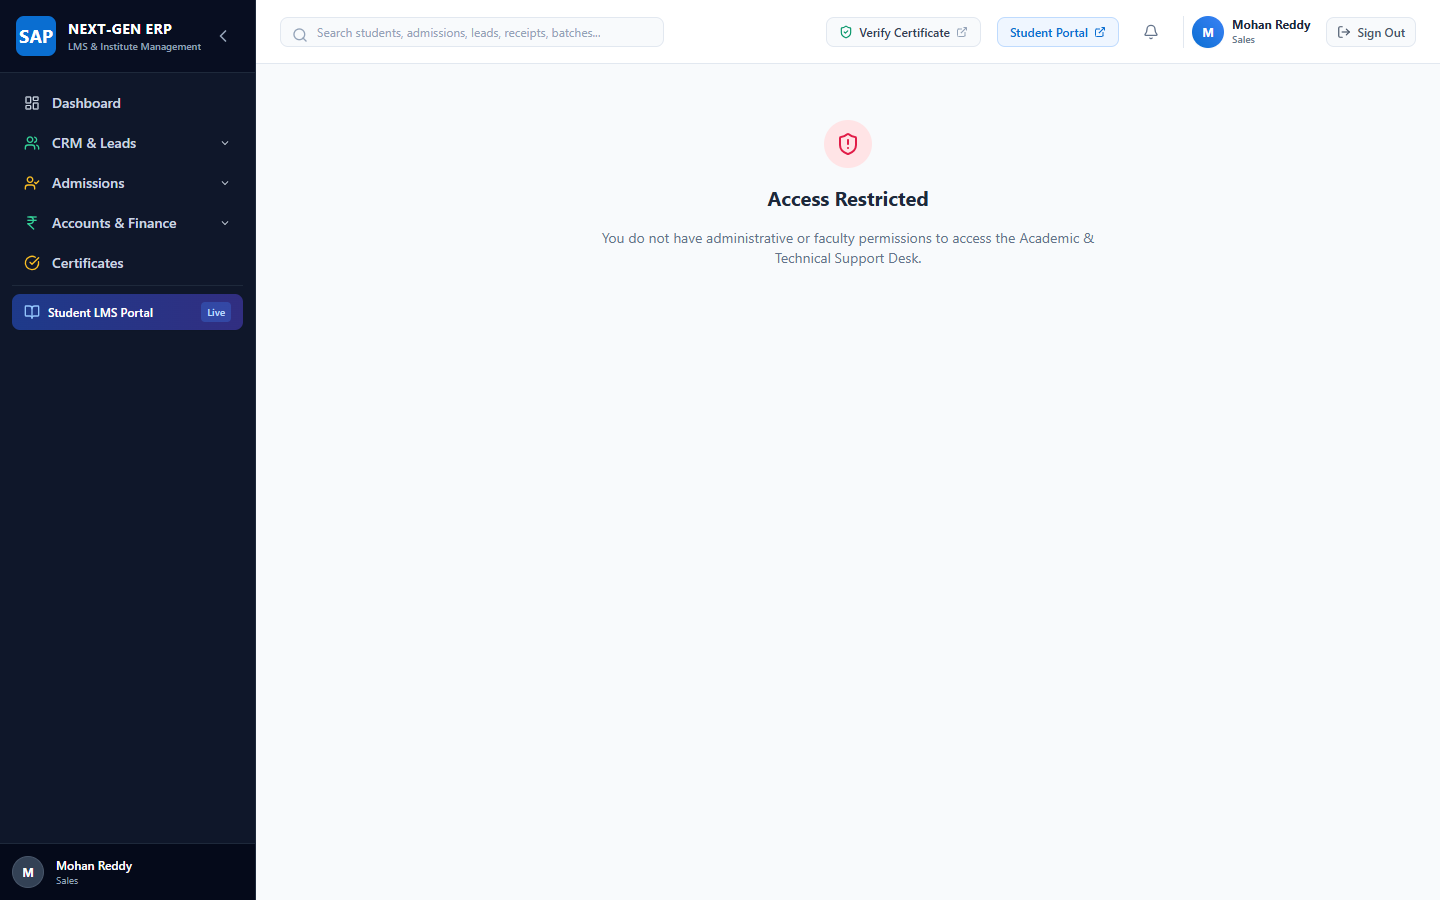 SAP
NEXT-GEN ERP
LMS & Institute Management
Dashboard
CRM & Leads
Admissions
Accounts & Finance
Certificates
Student LMS Portal
Live
Mohan Reddy
Sales
M
Search students, admissions, leads, receipts, batches...
Verify Certificate
Student Portal
M
Mohan Reddy
Sales
Sign Out
Access Restricted
You do not have administrative or faculty permissions to access the Academic &
Technical Support Desk.